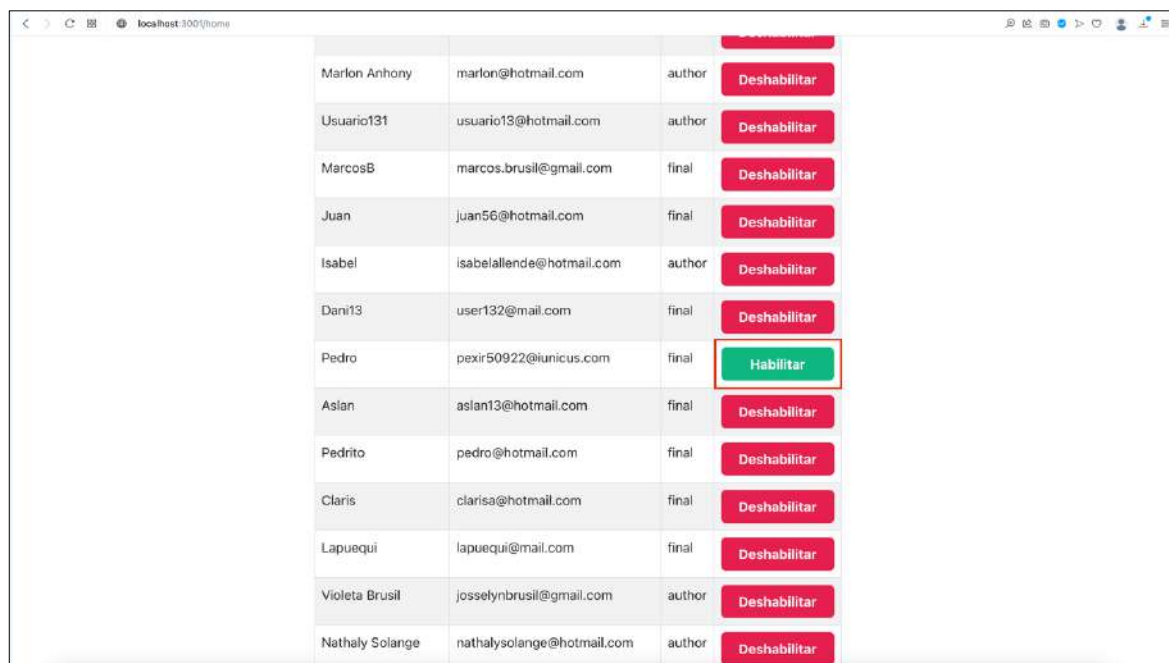 localhost:3001/home
Deshabilitar
Marlon Anhony marlon@hotmail.com author Deshabilitar
Usuario131 usuario13@hotmail.com author Deshabilitar
MarcosB marcos.brusil@gmail.com final Deshabilitar
Juan juan56@hotmail.com final Deshabilitar
Isabel isabelallende@hotmail.com author Deshabilitar
Dani13 user132@mail.com final Deshabilitar
Pedro pexir50922@iunicus.com final Habilitar
Aslan aslan13@hotmail.com final Deshabilitar
Pedrito pedro@hotmail.com final Deshabilitar
Claris clarisa@hotmail.com final Deshabilitar
Lapuequi lapuequi@mail.com final Deshabilitar
Violeta Brusil josselynbrusil@gmail.com author Deshabilitar
Nathaly Solange nathalysolange@hotmail.com author Deshabilitar